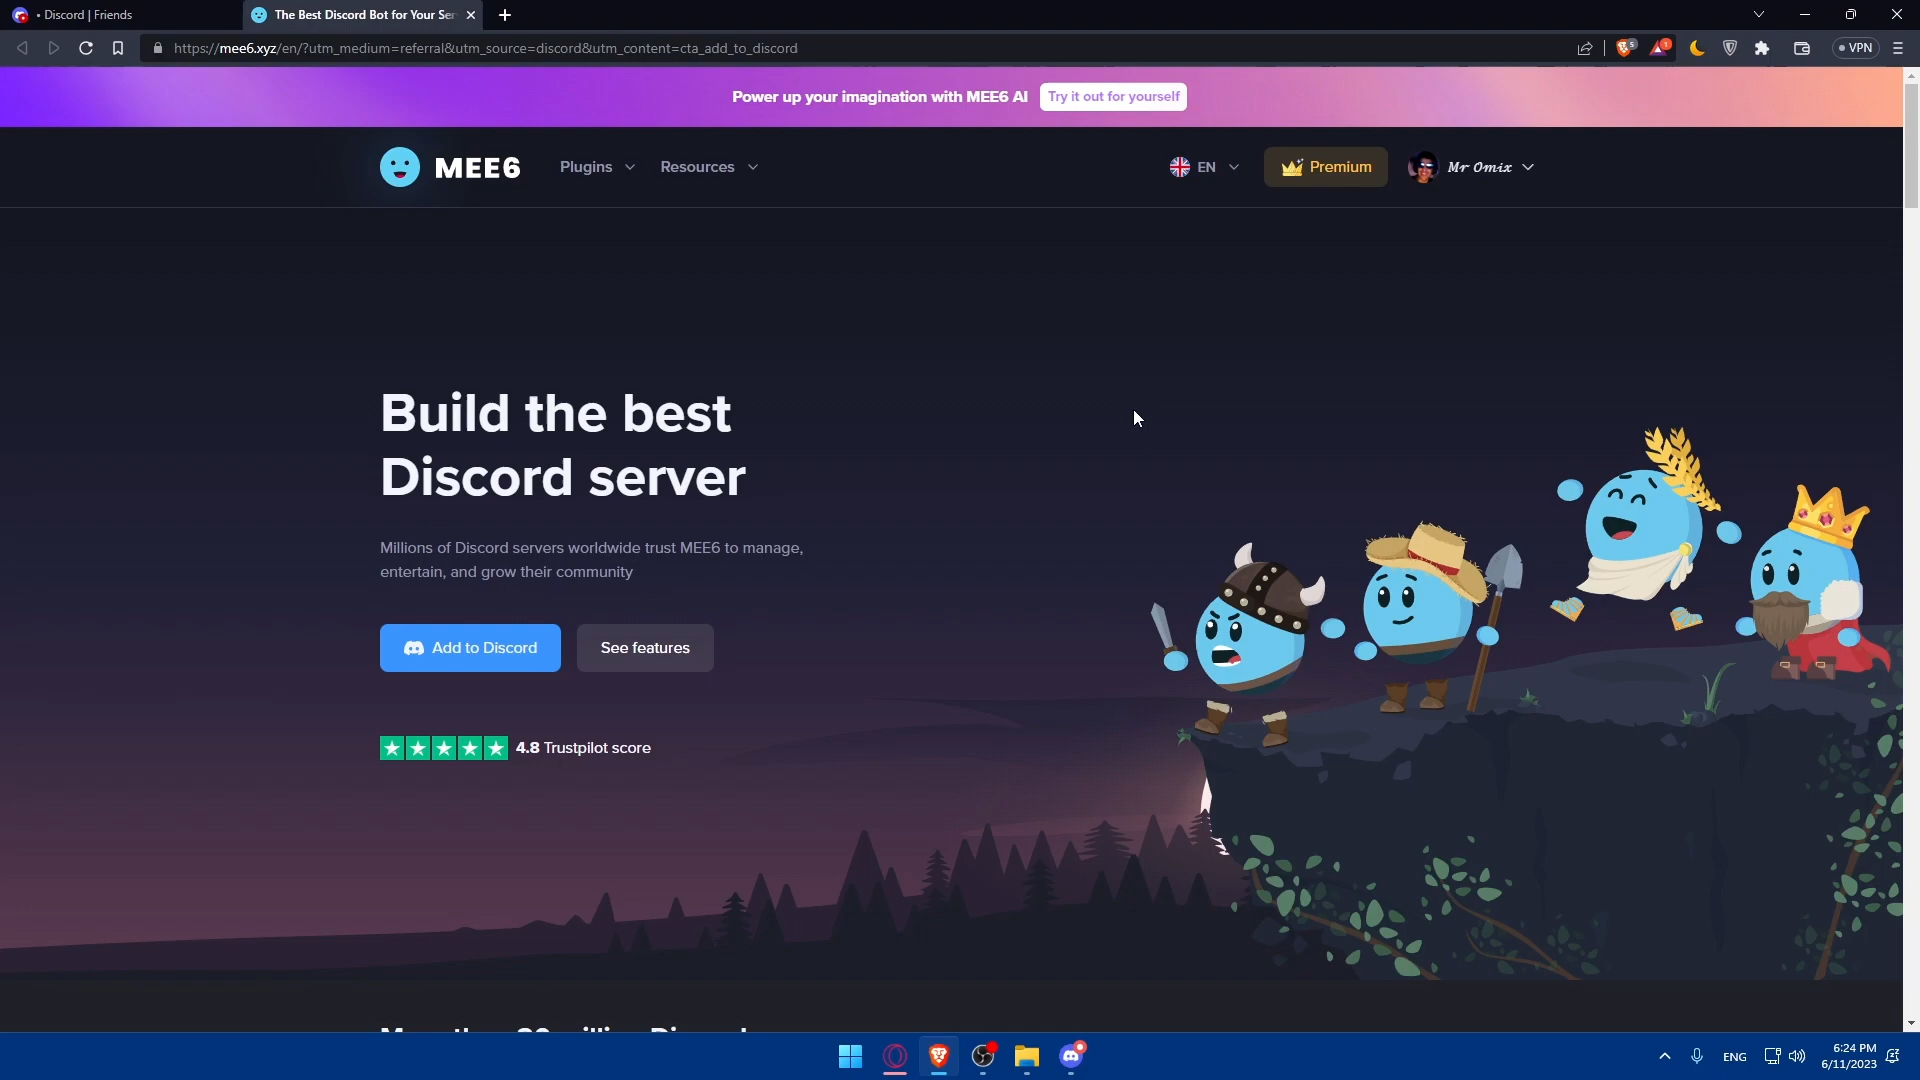 • Discord | Friends
The Best Discord Bot for Your Ser
https://mee6.xyz/en/?utm_medium=referral&utm_source=discord&utm_content=cta_add_to_discord
5
1
VPN
Power up your imagination with MEE6 AI
Try it out for yourself
MEE6
Plugins
Resources
EN
Premium
Mr Omix
Build the best
Discord server
Millions of Discord servers worldwide trust MEE6 to manage,
entertain, and grow their community
Add to Discord
See features
4.8 Trustpilot score
ENG
6:24 PM
6/11/2023